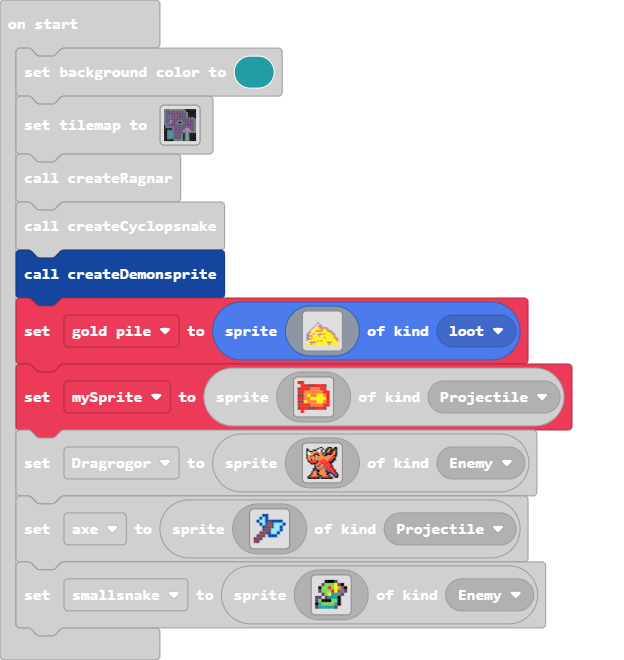 on start
set background color to
set tilemap to
call createRagnar
call createCyclopsnake
call createDemonsprite
set gold pile to sprite of kind loot
set mySprite to sprite of kind Projectile
set Dragrogor to sprite of kind Enemy
set axe to sprite of kind Projectile
set smallsnake to sprite of kind Enemy